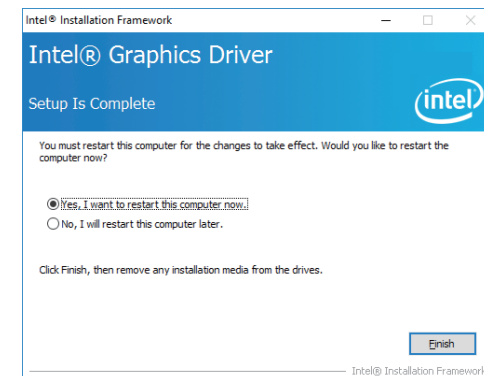 Intel® Installation Framework
Intel® Graphics Driver
Setup Is Complete
intel
You must restart this computer for the changes to take effect. Would you like to restart the
computer now?
Yes, I want to restart this computer now.
No, I will restart this computer later.
Click Finish, then remove any installation media from the drives.
Finish
Intel® Installation Framework